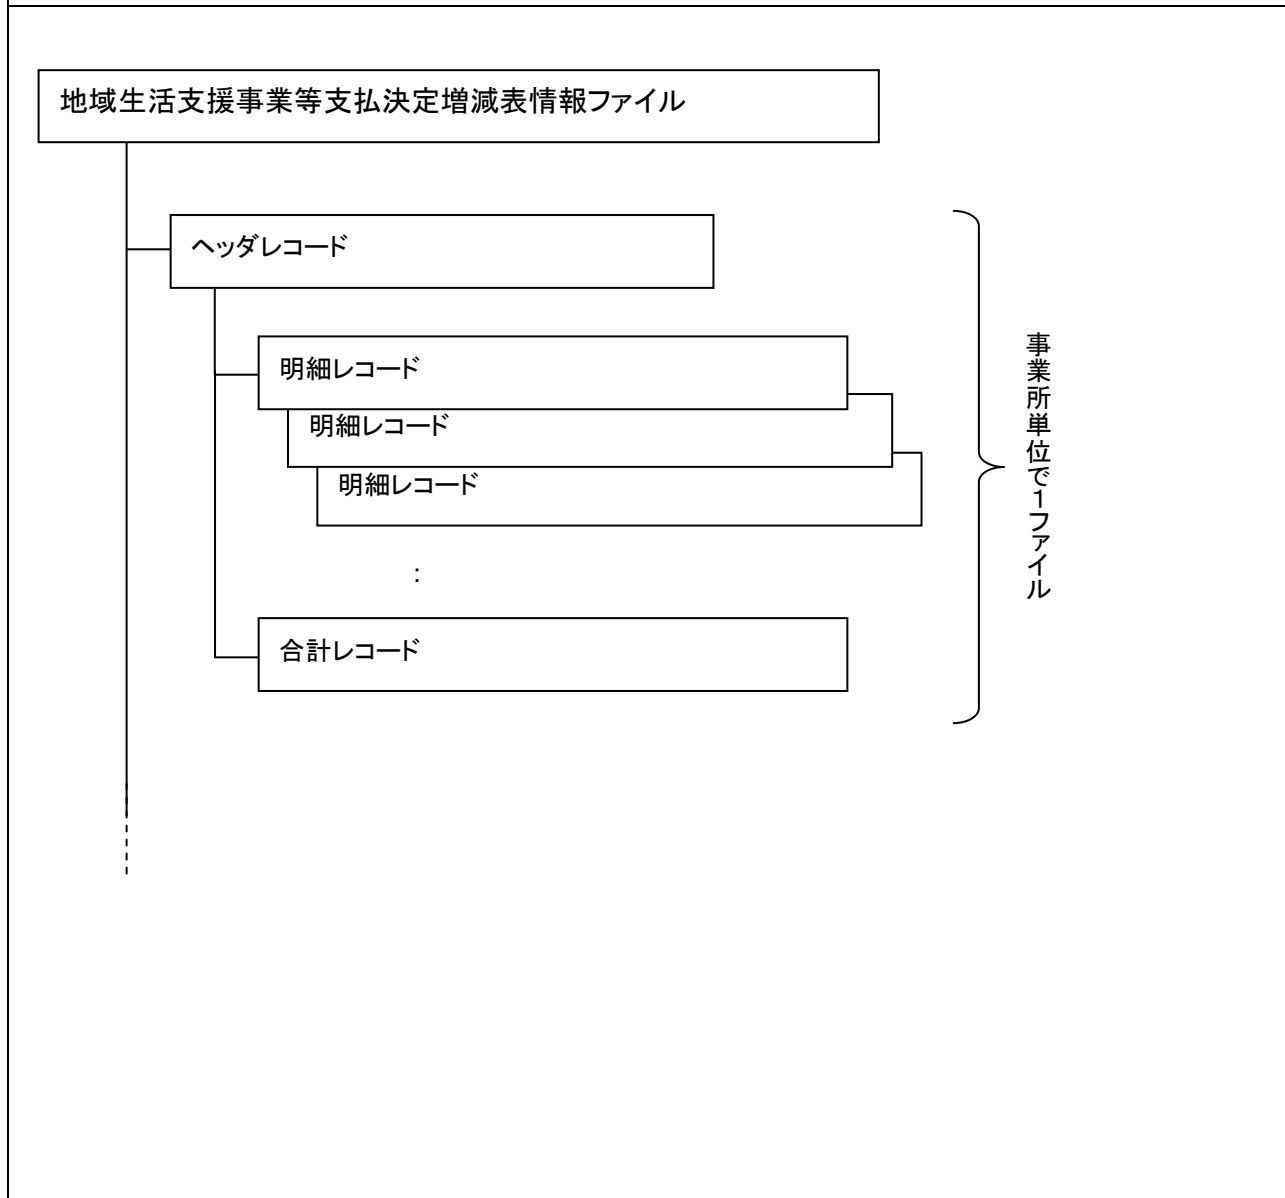 地域生活支援事業等支払決定増減表情報ファイル
ヘッダレコード
明細レコード
明細レコード
明細レコード
:
合計レコード
事業所単位で1ファイル